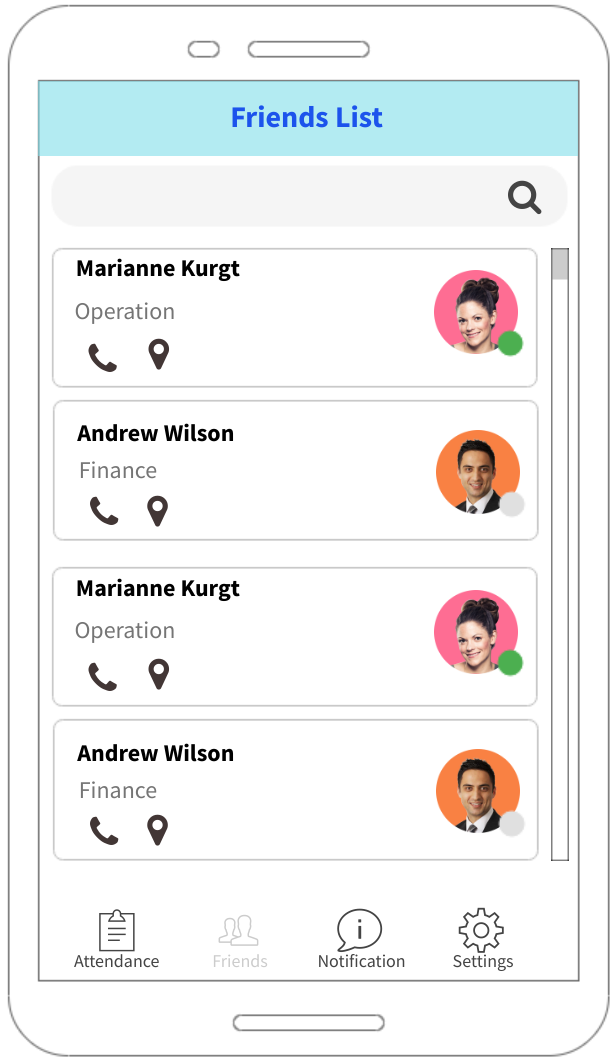 Friends List
Marianne Kurgt
Operation
Andrew Wilson
Finance
Marianne Kurgt
Operation
Andrew Wilson
Finance
Attendance Friends Notification Settings